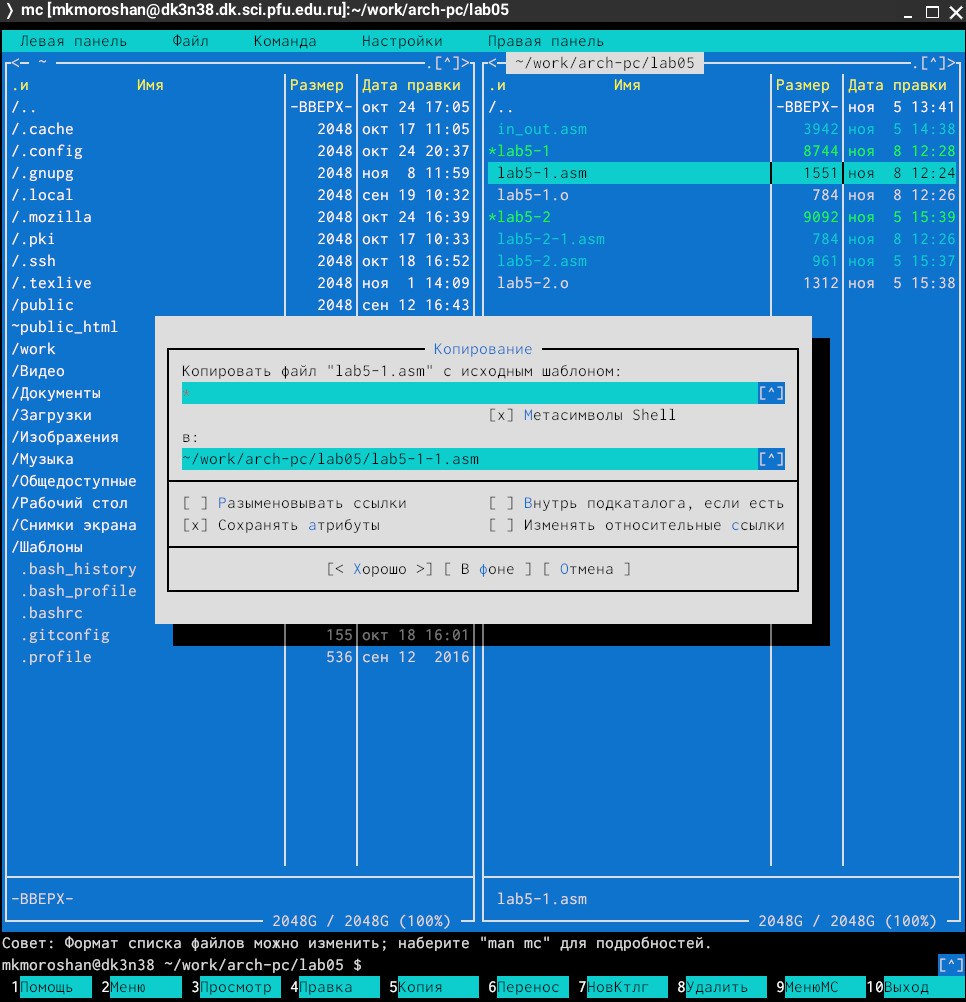 ❭ mc [mkmoroshan@dk3n38.dk.sci.pfu.edu.ru]:~/work/arch-pc/lab05
Левая панель Файл Команда Настройки Правая панель
<— ~ .[^]> <— ~/work/arch-pc/lab05 .[^]>
.и Имя Размер Дата правки .и Имя Размер Дата правки
/.. -ВВЕРХ- окт 24 17:05 /.. -ВВЕРХ- ноя 5 13:41
/.cache 2048 окт 17 11:05 in_out.asm 3942 ноя 5 14:38
/.config 2048 окт 24 20:37 *lab5-1 8744 ноя 8 12:28
/.gnupg 2048 ноя 8 11:59 lab5-1.asm 1551 ноя 8 12:24
/.local 2048 сен 19 10:32 lab5-1.o 784 ноя 8 12:26
/.mozilla 2048 окт 24 16:39 *lab5-2 9092 ноя 5 15:39
/.pki 2048 окт 17 10:33 lab5-2-1.asm 784 ноя 8 12:26
/.ssh 2048 окт 18 16:52 lab5-2.asm 961 ноя 5 15:37
/.texlive 2048 ноя 1 14:09 lab5-2.o 1312 ноя 5 15:38
/public 2048 сен 12 16:43
~public_html
/work
/Видео
/Документы
/Загрузки
/Изображения
/Музыка
/Общедоступные
/Рабочий стол
/Снимки экрана
/Шаблоны
.bash_history
.bash_profile
.bashrc
.gitconfig 155 окт 18 16:01
.profile 536 сен 12 2016
Копирование
Копировать файл "lab5-1.asm" с исходным шаблоном:
* [^]
[x] Метасимволы Shell
в:
~/work/arch-pc/lab05/lab5-1-1.asm [^]
[ ] Разыменовывать ссылки [ ] Внутрь подкаталога, если есть
[x] Сохранять атрибуты [ ] Изменять относительные ссылки
[< Хорошо >] [ В фоне ] [ Отмена ]
-ВВЕРХ- lab5-1.asm
2048G / 2048G (100%) 2048G / 2048G (100%)
Совет: Формат списка файлов можно изменить; наберите "man mc" для подробностей.
mkmoroshan@dk3n38 ~/work/arch-pc/lab05 $ [^]
1Помощь 2Меню 3Просмотр 4Правка 5Копия 6Перенос 7НовКтлг 8Удалить 9МенюMC 10Выход